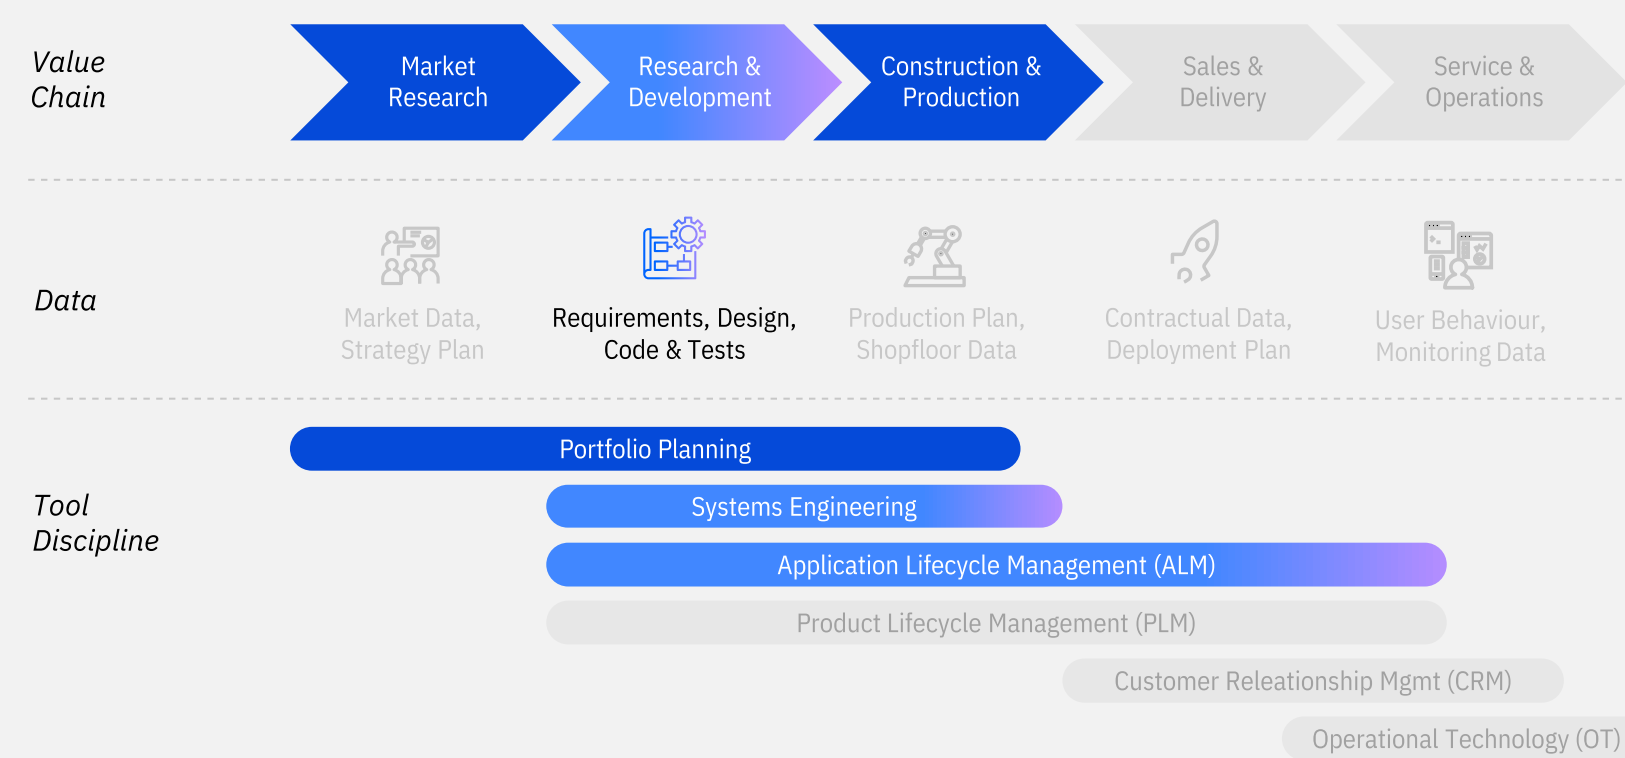 Value
Chain
Market
Research
Research &
Development
Construction &
Production
Sales &
Delivery
Service &
Operations
Data
Market Data,
Strategy Plan
Requirements, Design,
Code & Tests
Production Plan,
Shopfloor Data
Contractual Data,
Deployment Plan
User Behaviour,
Monitoring Data
Tool
Discipline
Portfolio Planning
Systems Engineering
Application Lifecycle Management (ALM)
Product Lifecycle Management (PLM)
Customer Releationship Mgmt (CRM)
Operational Technology (OT)